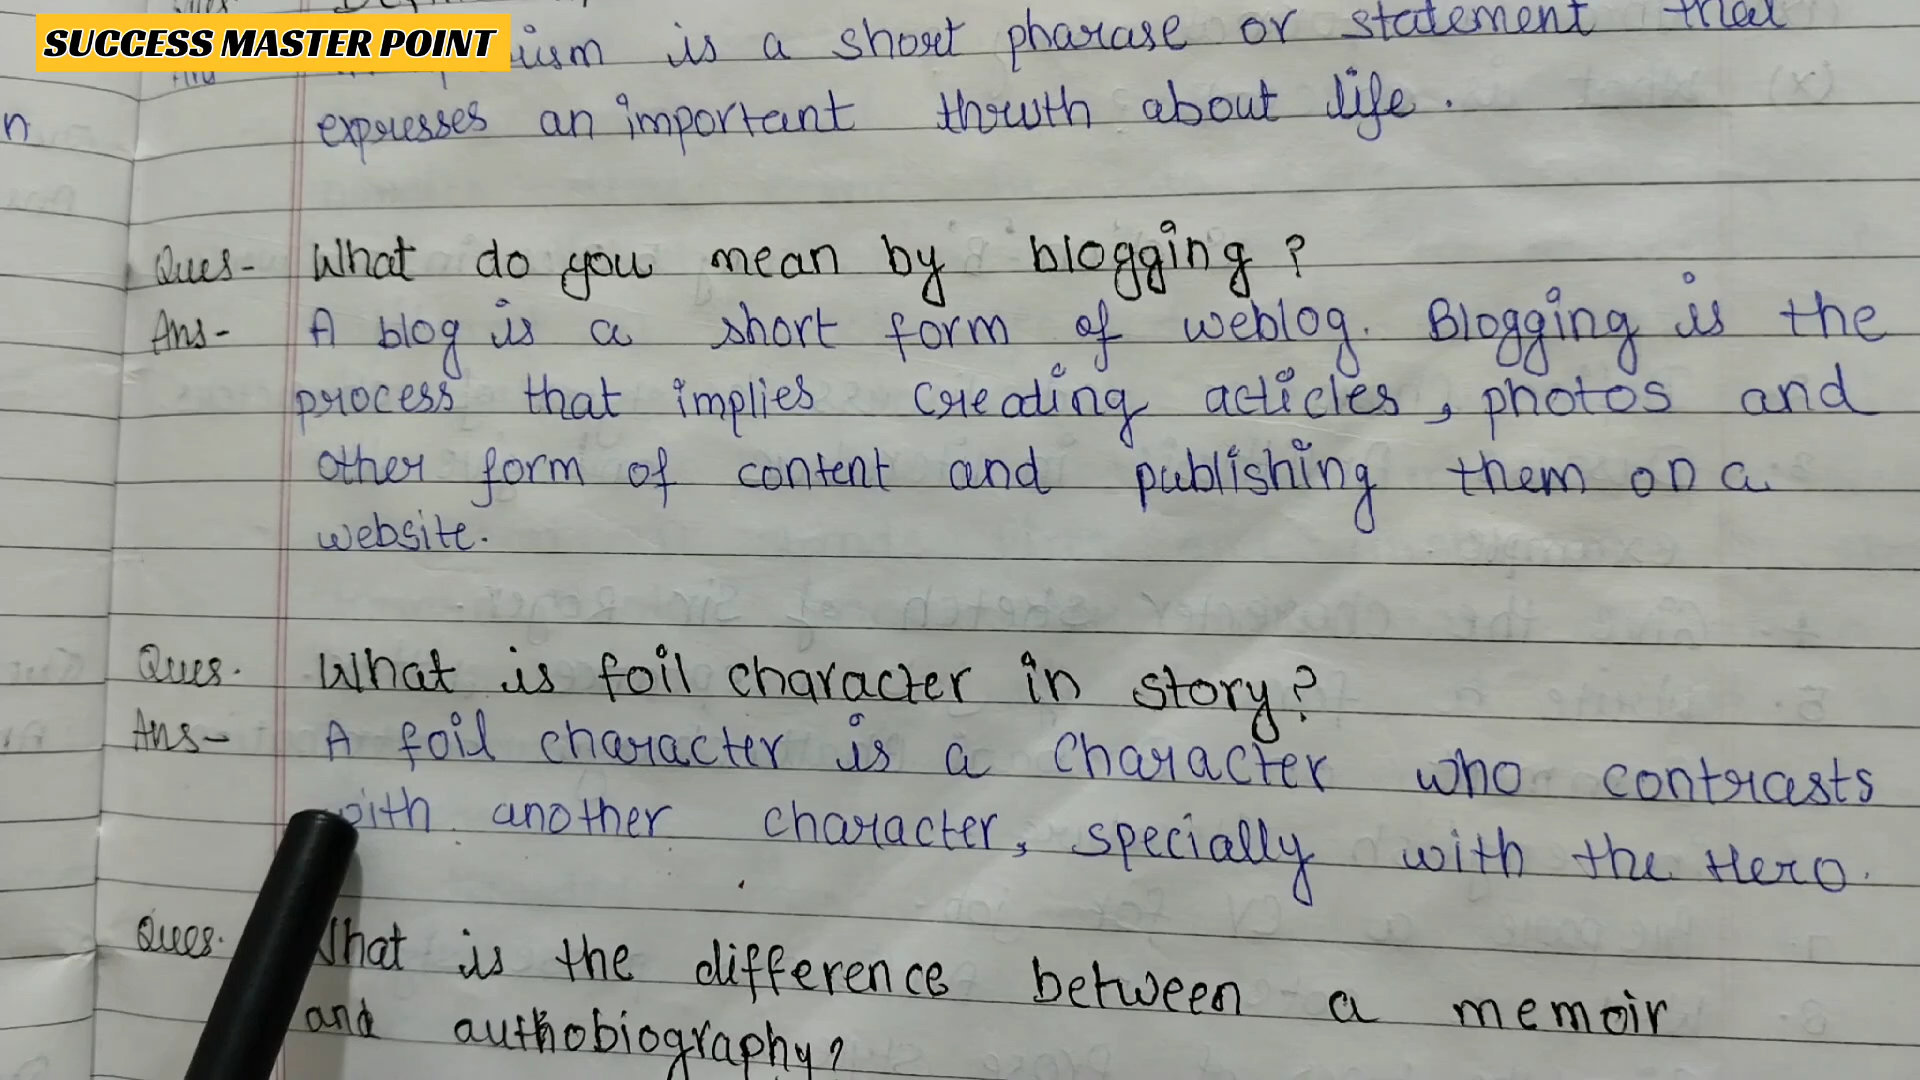 SUCCESS MASTER POINT
is a short pharase or statement that
expresses an important thruth about life.
n
Ques- What do you mean by blogging?
Ans- A blog is a short form of weblog. Blogging is the
process that implies creating acticles, photos and
other form of content and publishing them on a
website.
Ques. What is foil character in story?
Ans- A foil character is a character who contrasts
with another character, specially with the Hero.
Ques. What is the difference between a memoir
and authobiography?